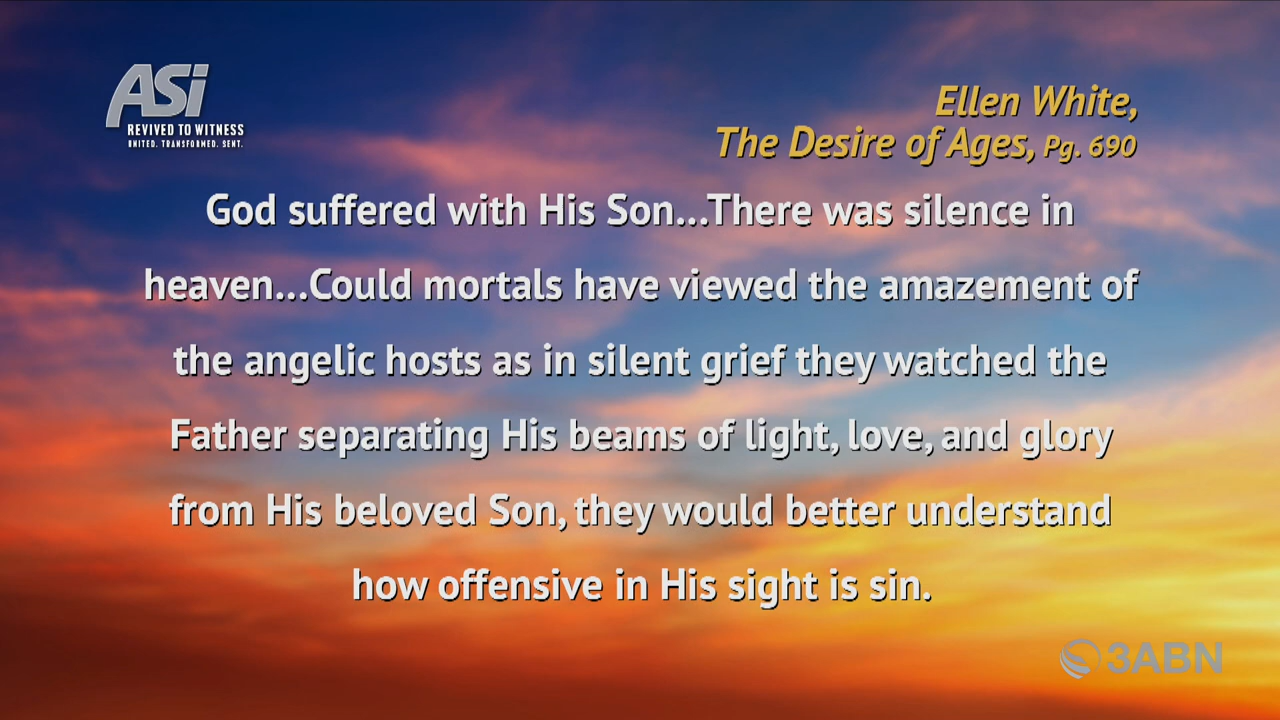 ASi
REVIVED TO WITNESS
UNITED. TRANSFORMED. SENT.
Ellen White,
The Desire of Ages, Pg. 690
God suffered with His Son...There was silence in
heaven...Could mortals have viewed the amazement of
the angelic hosts as in silent grief they watched the
Father separating His beams of light, love, and glory
from His beloved Son, they would better understand
how offensive in His sight is sin.
3ABN